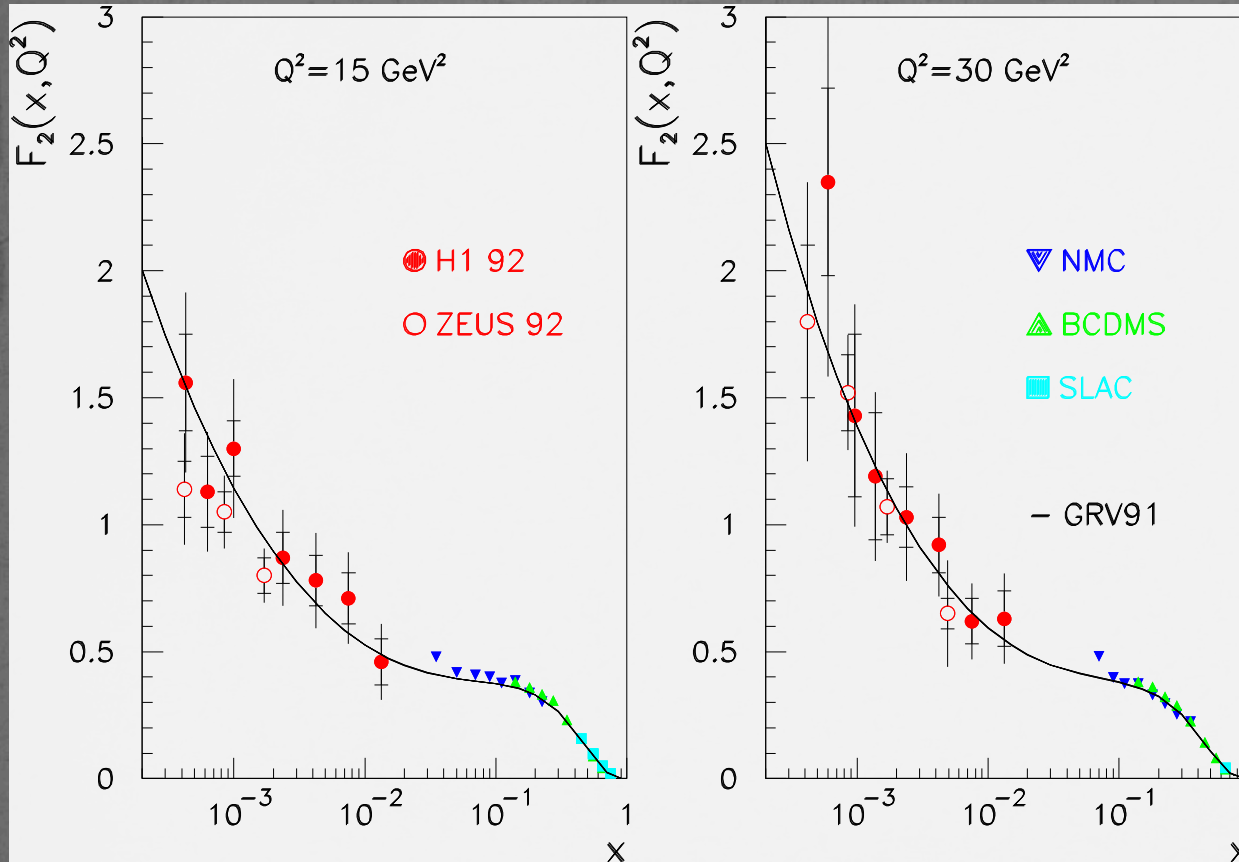 F₂(x,Q²)
Q²=15 GeV²
3
2.5
2
1.5
1
0.5
0
H1 92
ZEUS 92
10⁻³
10⁻²
10⁻¹
1
x
F₂(x,Q²)
Q²=30 GeV²
3
2.5
2
1.5
1
0.5
0
NMC
BCDMS
SLAC
– GRV91
10⁻³
10⁻²
10⁻¹